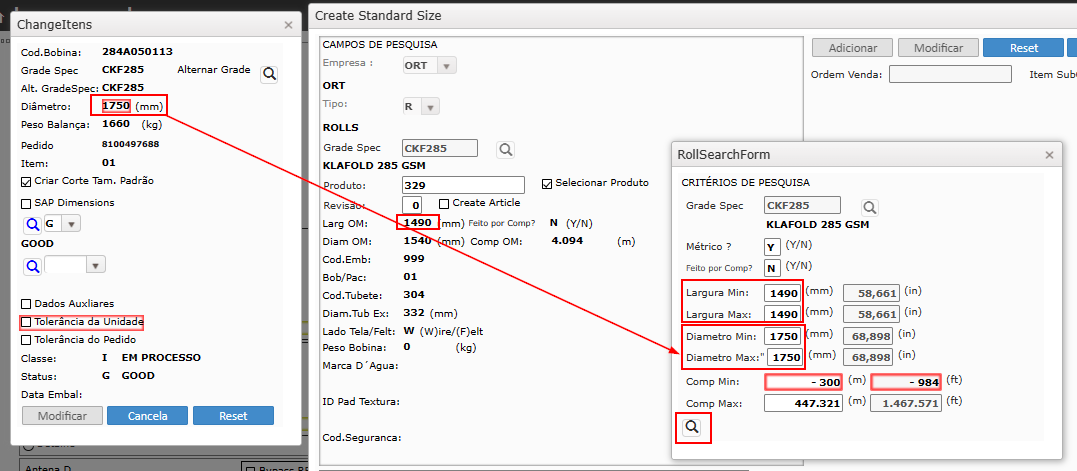 ChangeItens ×
Cod.Bobina: 284A050113
Grade Spec CKF285 Alternar Grade
Alt. GradeSpec: CKF285
Diâmetro: 1750 (mm)
Peso Balança: 1660 (kg)
Pedido 8100497688
Item: 01
Criar Corte Tam. Padrão
SAP Dimensions
G
GOOD
Dados Auxliares
Tolerância da Unidade
Tolerância do Pedido
Classe: I EM PROCESSO
Status: G GOOD
Data Embal:
Modificar Cancela Reset
Create Standard Size
CAMPOS DE PESQUISA
Empresa : ORT
ORT
Tipo: R
ROLLS
Grade Spec CKF285
KLAFOLD 285 GSM
Produto: 329 Selecionar Produto
Revisão: 0 Create Article
Larg OM: 1490 (mm) Feito por Comp? N (Y/N)
Diam OM: 1540 (mm) Comp OM: 4.094 (m)
Cod.Emb: 999
Bob/Pac: 01
Cod.Tubete: 304
Diam.Tub Ex: 332 (mm)
Lado Tela/Felt: W (W)ire/(F)elt
Peso Bobina: 0 (kg)
Marca D´Agua:
ID Pad Textura:
Cod.Seguranca:
Adicionar Modificar Reset
Ordem Venda: Item Sub
RollSearchForm ×
CRITÉRIOS DE PESQUISA
Grade Spec CKF285
KLAFOLD 285 GSM
Métrico ? Y (Y/N)
Feito por Comp? N (Y/N)
Largura Min: 1490 (mm) 58,661 (in)
Largura Max: 1490 (mm) 58,661 (in)
Diametro Min: 1750 (mm) 68,898 (in)
Diametro Max:" 1750 (mm) 68,898 (in)
Comp Min: - 300 (m) - 984 (ft)
Comp Max: 447.321 (m) 1.467.571 (ft)